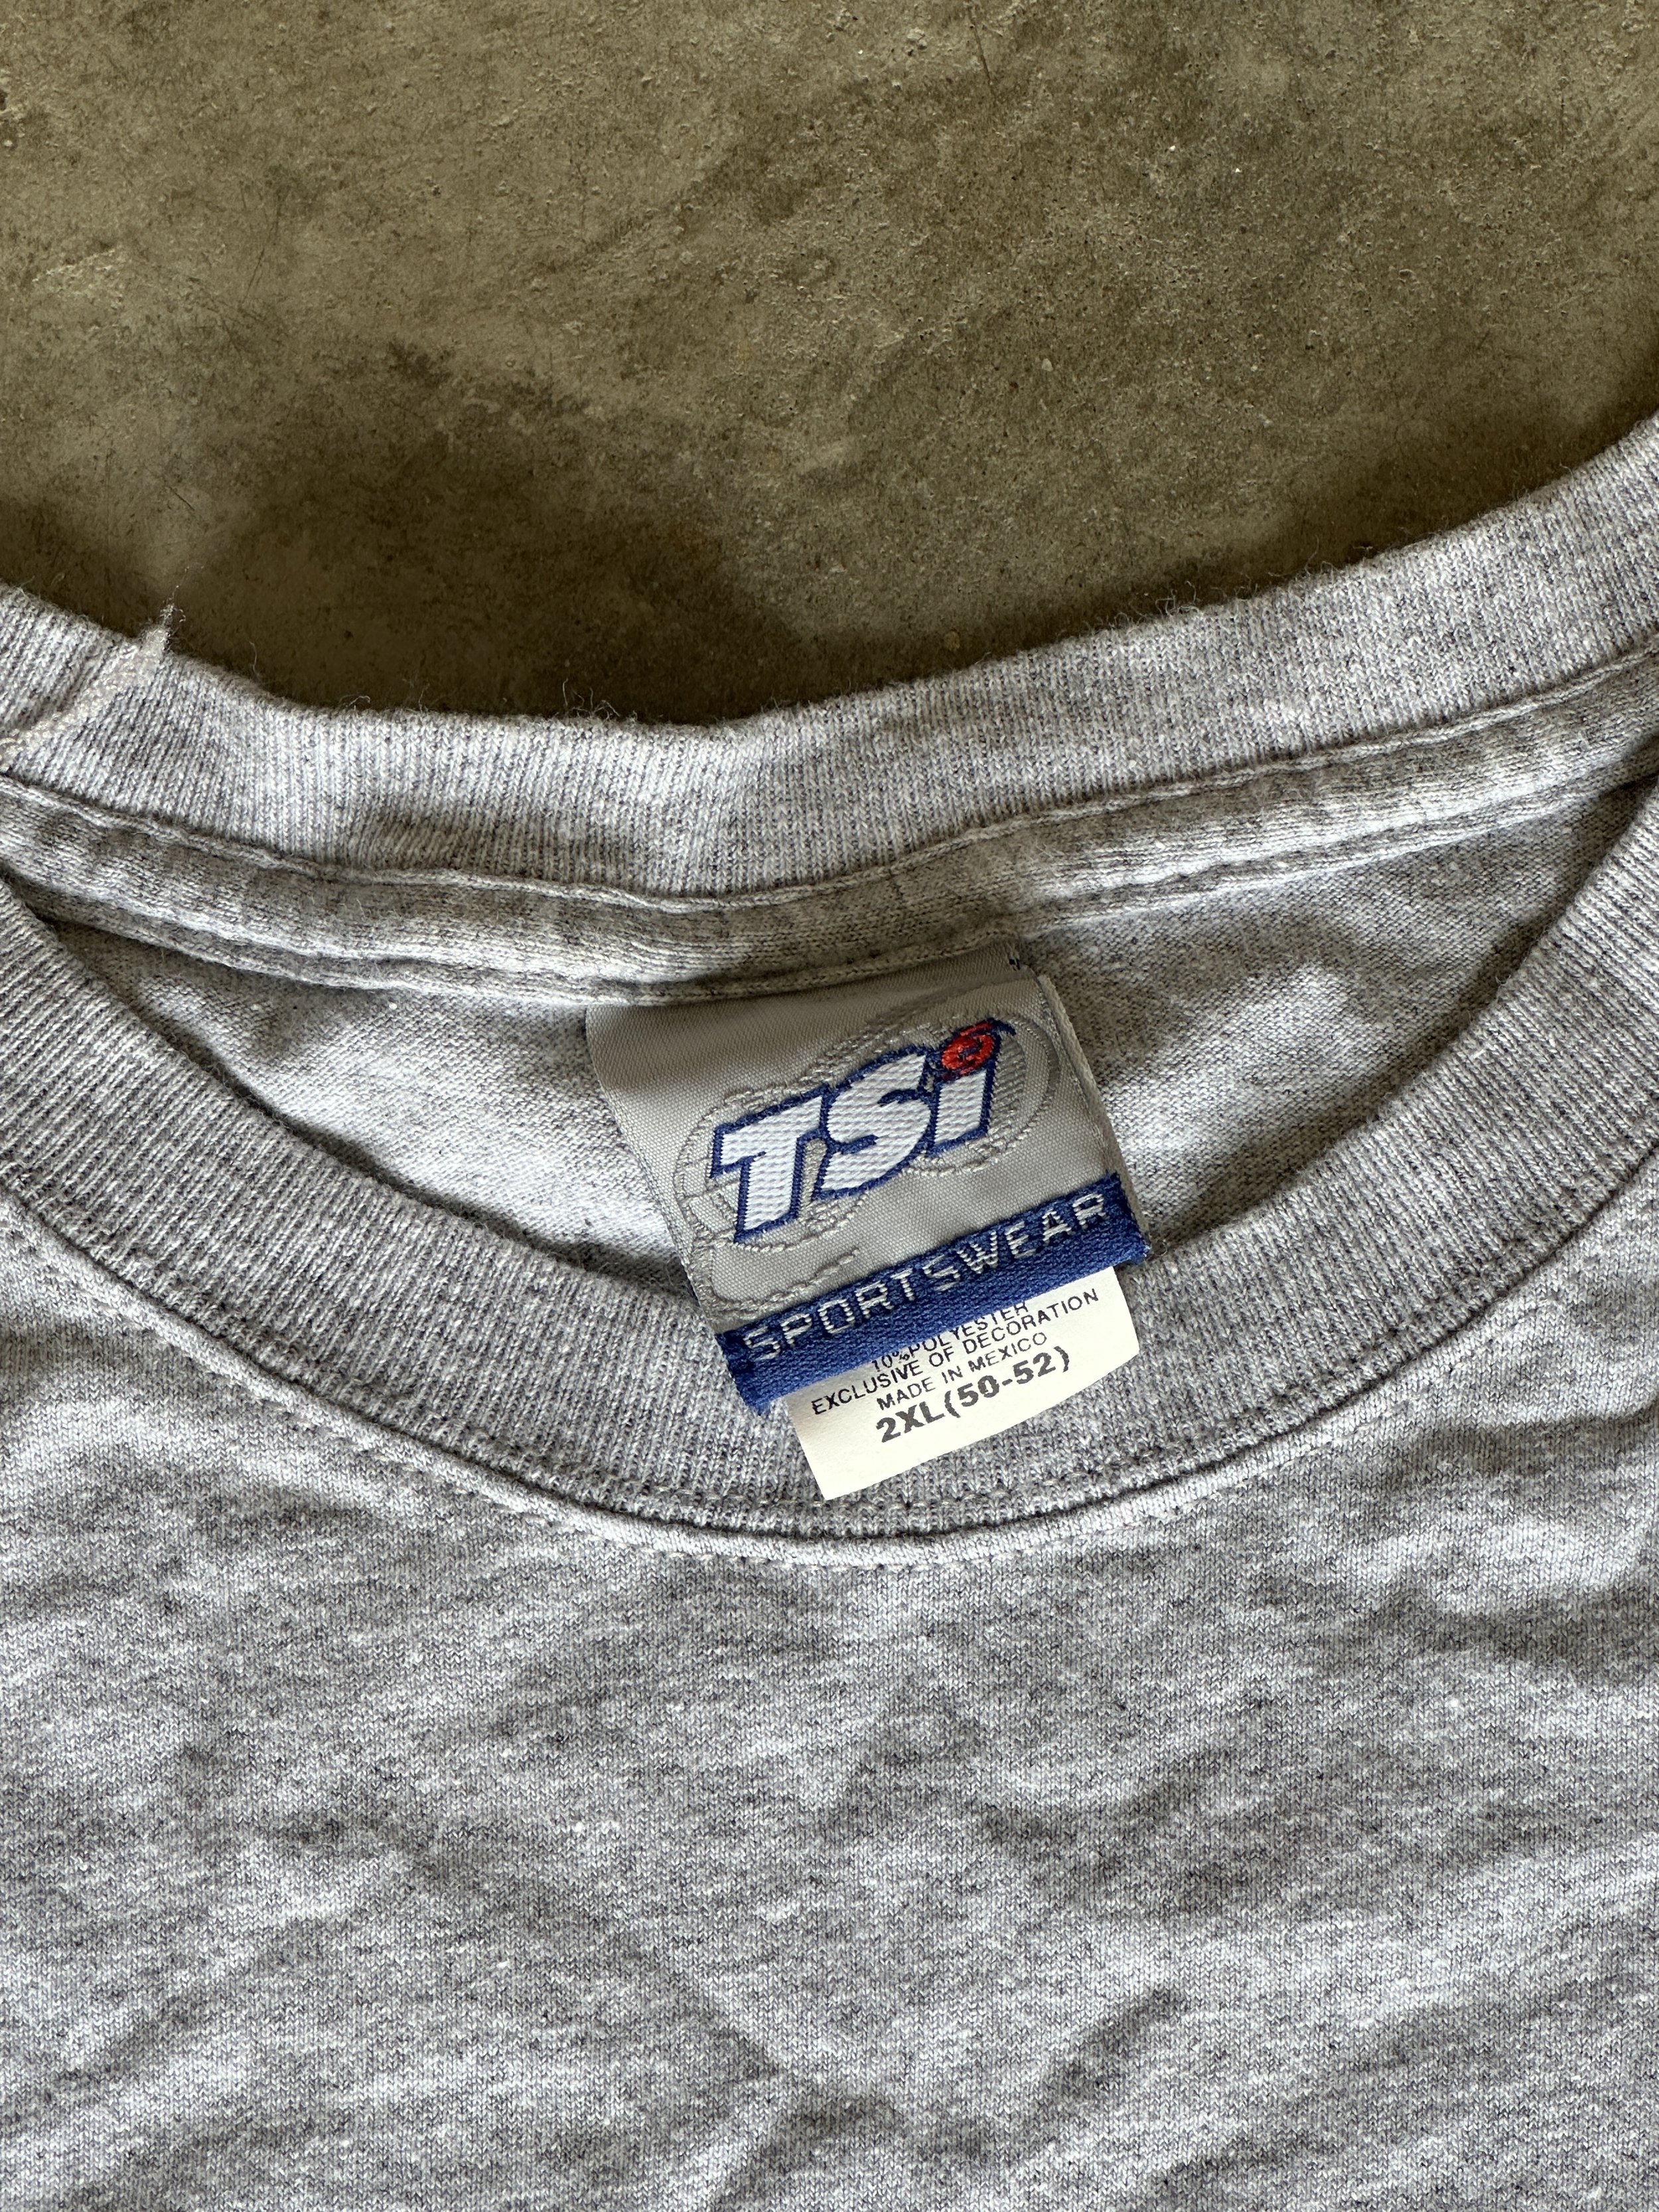 TSi
SPORTSWEAR
10% POLYESTER
EXCLUSIVE OF DECORATION
MADE IN MEXICO
2XL(50-52)